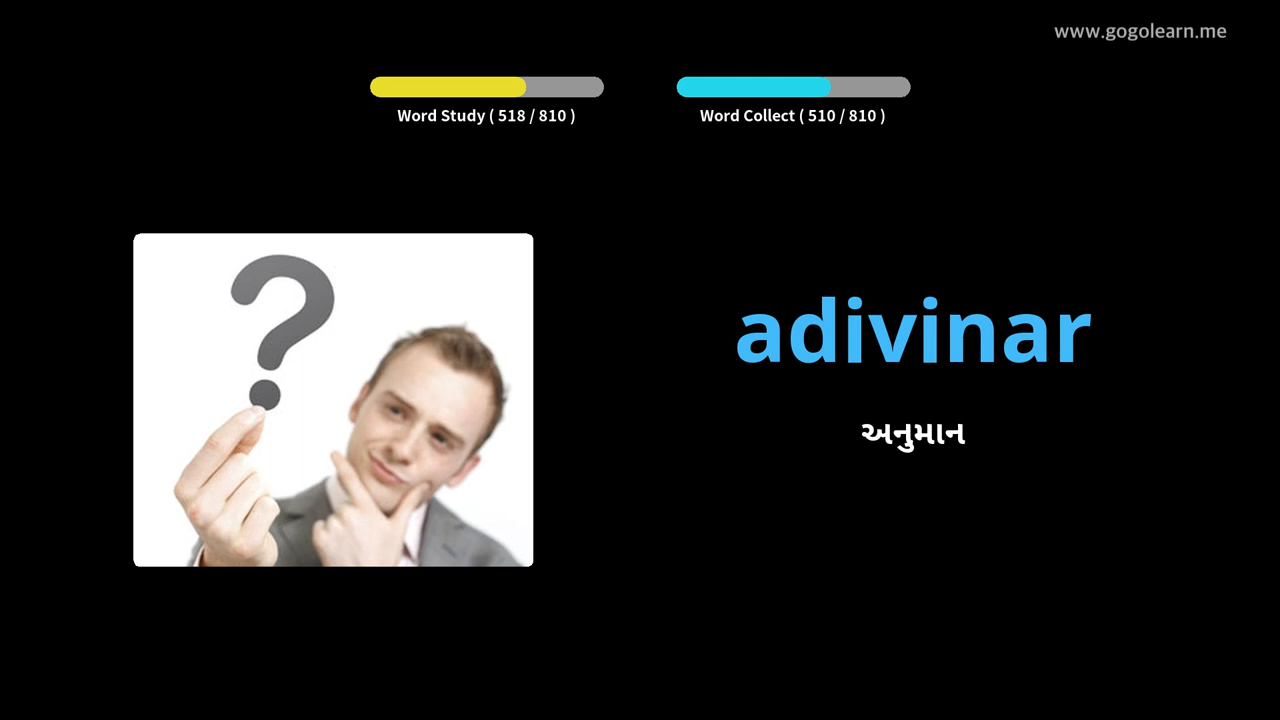 www.gogolearn.me
Word Study ( 518 / 810 )
Word Collect ( 510 / 810 )
?
adivinar
અનુમાન